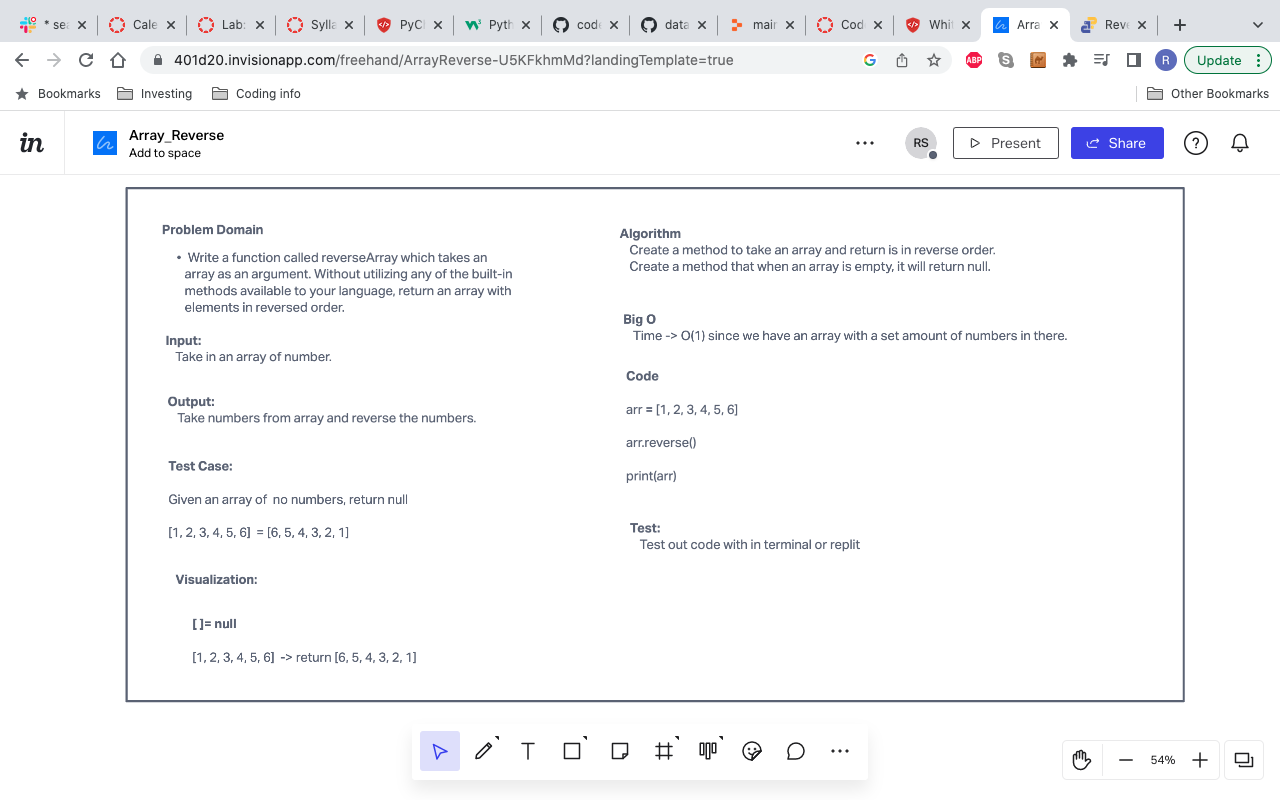 * sea
Cale
Lab:
Sylla
PyCl
Pyth
code
data
main
Cod
Whit
Arra
Reve
401d20.invisionapp.com/freehand/ArrayReverse-U5KFkhmMd?landingTemplate=true
ABP
S
R
Update
Bookmarks
Investing
Coding info
Other Bookmarks
in
Array_Reverse
Add to space
RS
Present
Share
?
Problem Domain
• Write a function called reverseArray which takes an
array as an argument. Without utilizing any of the built-in
methods available to your language, return an array with
elements in reversed order.
Input:
Take in an array of number.
Output:
Take numbers from array and reverse the numbers.
Test Case:
Given an array of no numbers, return null
[1, 2, 3, 4, 5, 6] = [6, 5, 4, 3, 2, 1]
Visualization:
[ ]= null
[1, 2, 3, 4, 5, 6] -> return [6, 5, 4, 3, 2, 1]
Algorithm
Create a method to take an array and return is in reverse order.
Create a method that when an array is empty, it will return null.
Big O
Time -> O(1) since we have an array with a set amount of numbers in there.
Code
arr = [1, 2, 3, 4, 5, 6]
arr.reverse()
print(arr)
Test:
Test out code with in terminal or replit
T
54%